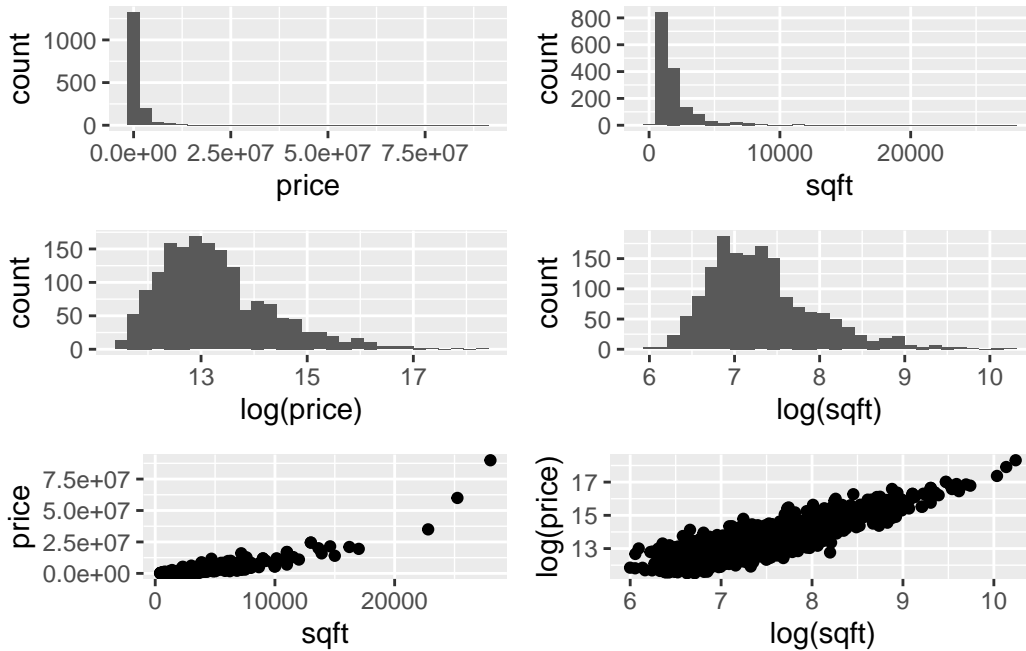 count
1000
500
0
0.0e+00 2.5e+07 5.0e+07 7.5e+07
price
count
800
600
400
200
0
0 10000 20000
sqft
count
150
100
50
0
13 15 17
log(price)
count
150
100
50
0
6 7 8 9 10
log(sqft)
price
7.5e+07
5.0e+07
2.5e+07
0.0e+00
0 10000 20000
sqft
log(price)
17
15
13
6 7 8 9 10
log(sqft)